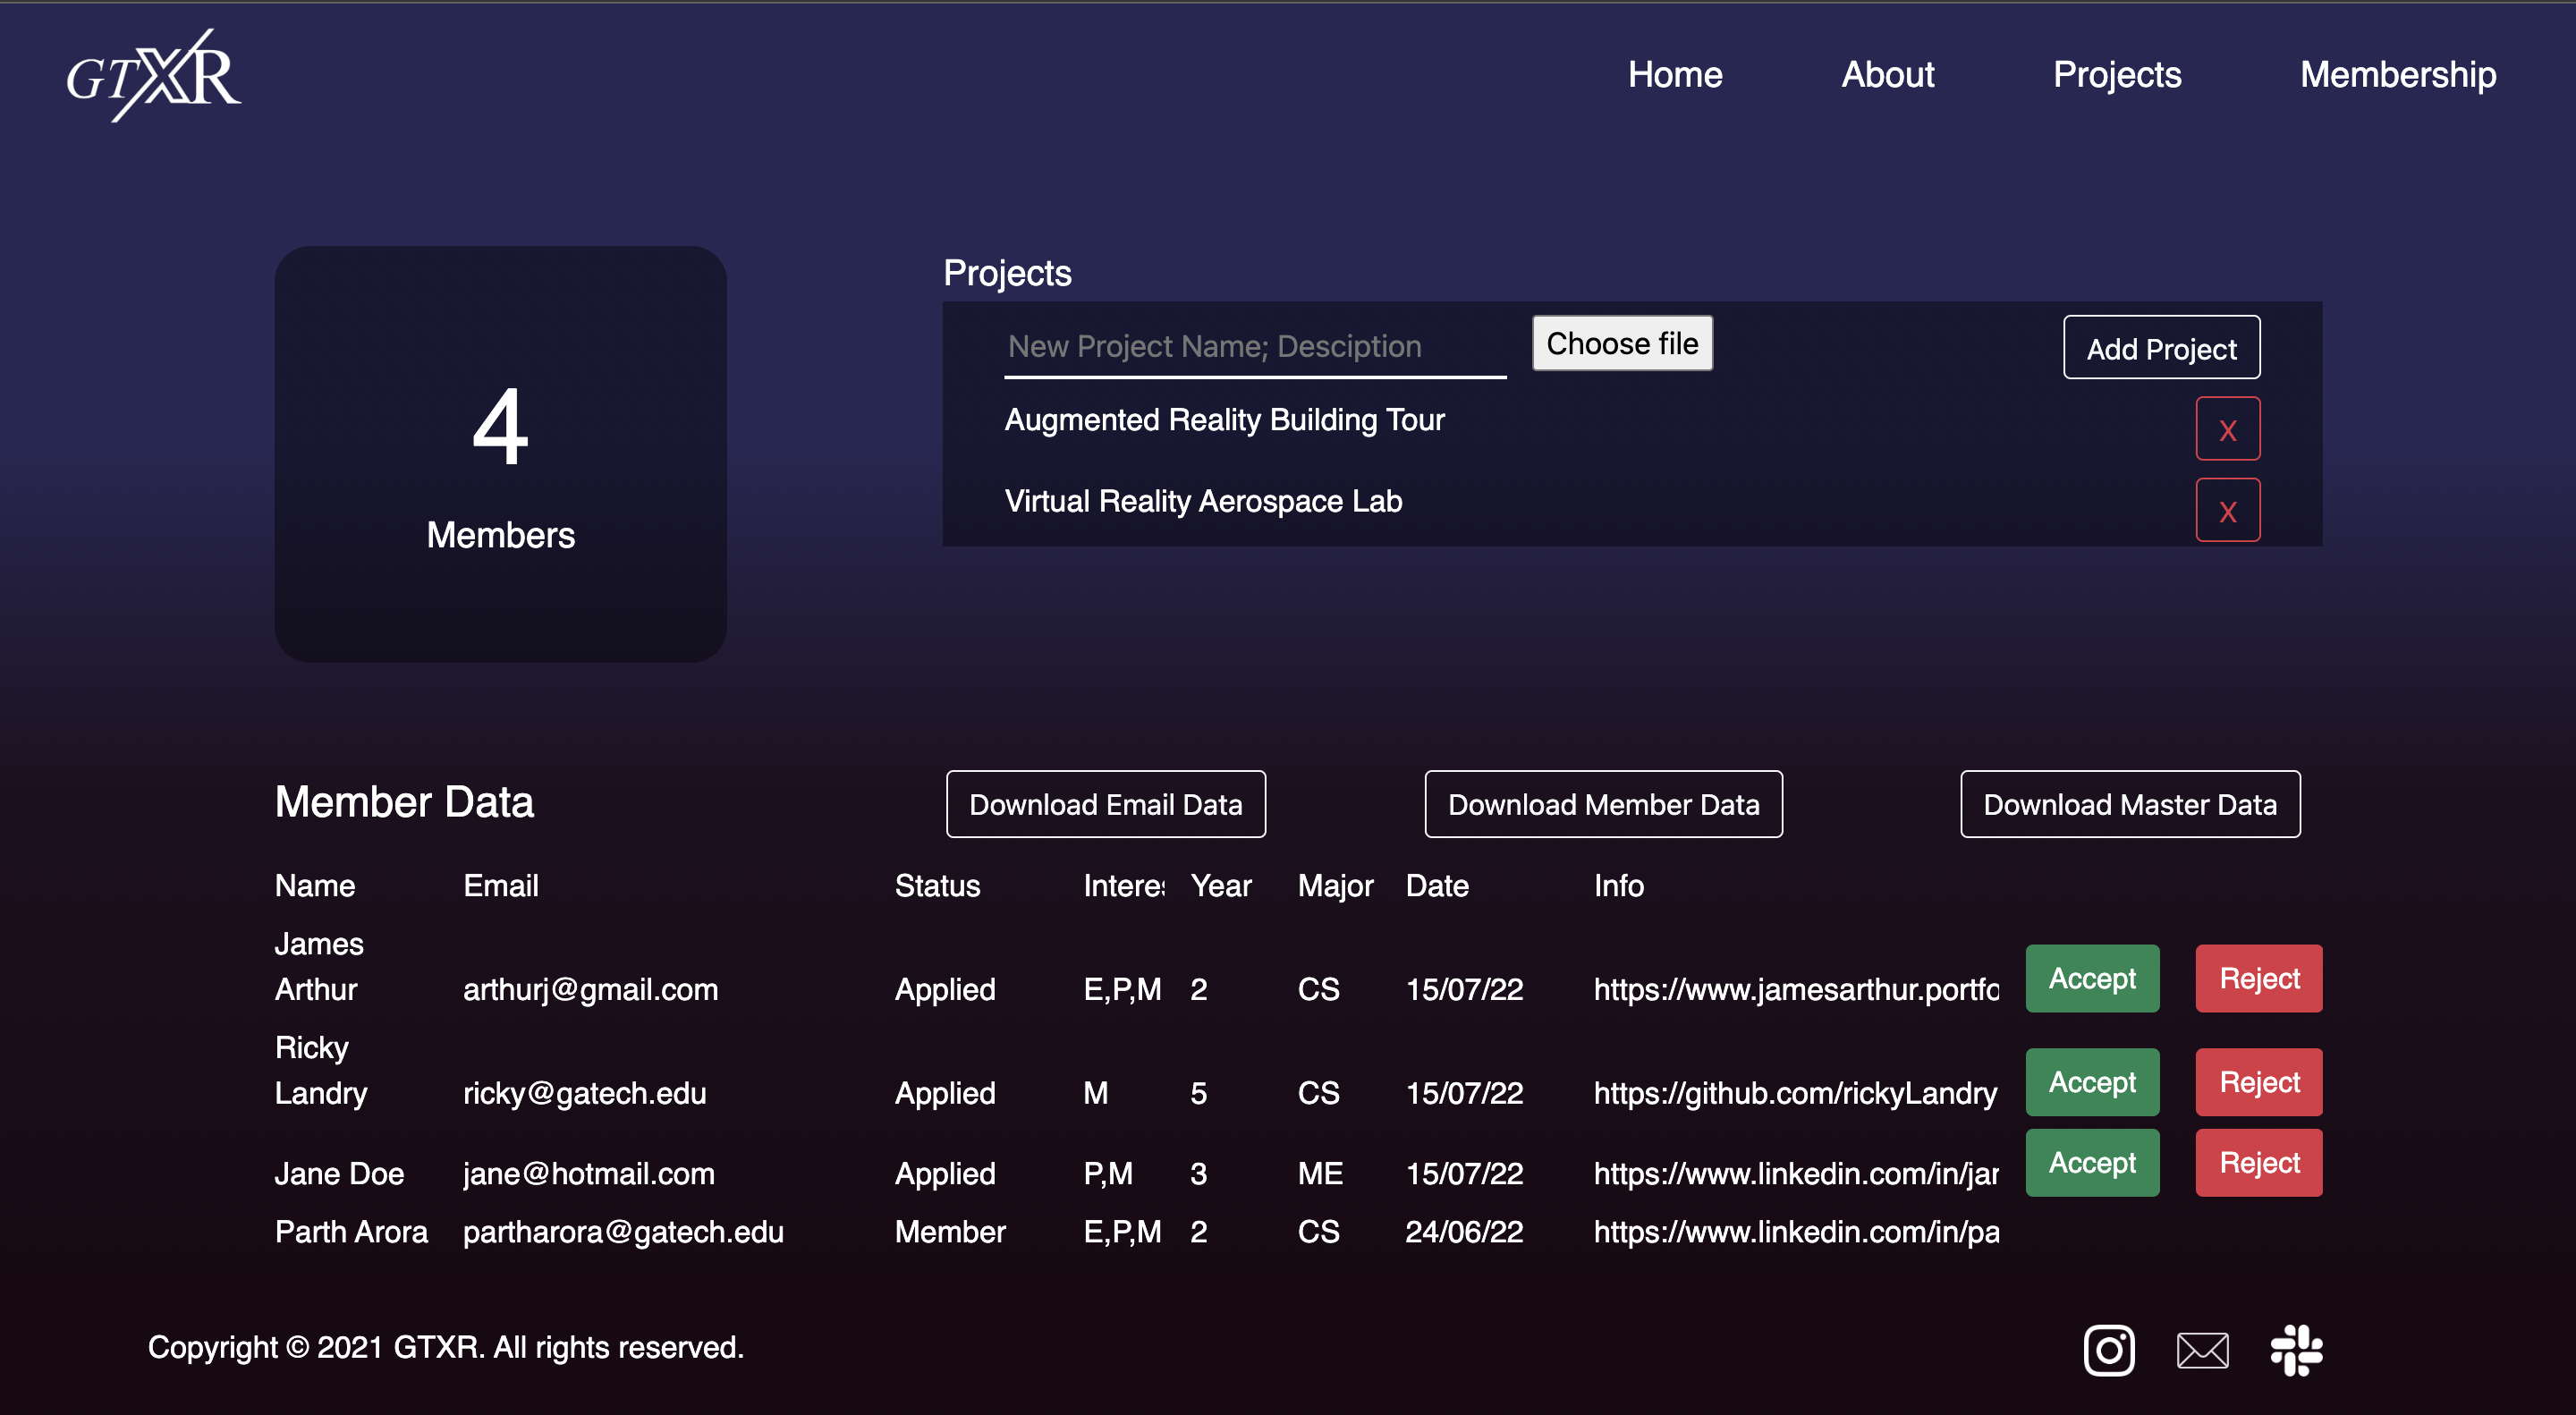 GTXR
Home About Projects Membership
Projects
New Project Name; Desciption Choose file Add Project
Augmented Reality Building Tour X
Virtual Reality Aerospace Lab X
4
Members
Member Data Download Email Data Download Member Data Download Master Data
Name Email Status Interes Year Major Date Info
James
Arthur arthurj@gmail.com Applied E,P,M 2 CS 15/07/22 https://www.jamesarthur.portfo Accept Reject
Ricky
Landry ricky@gatech.edu Applied M 5 CS 15/07/22 https://github.com/rickyLandry Accept Reject
Jane Doe jane@hotmail.com Applied P,M 3 ME 15/07/22 https://www.linkedin.com/in/jar Accept Reject
Parth Arora partharora@gatech.edu Member E,P,M 2 CS 24/06/22 https://www.linkedin.com/in/pa
Copyright © 2021 GTXR. All rights reserved.